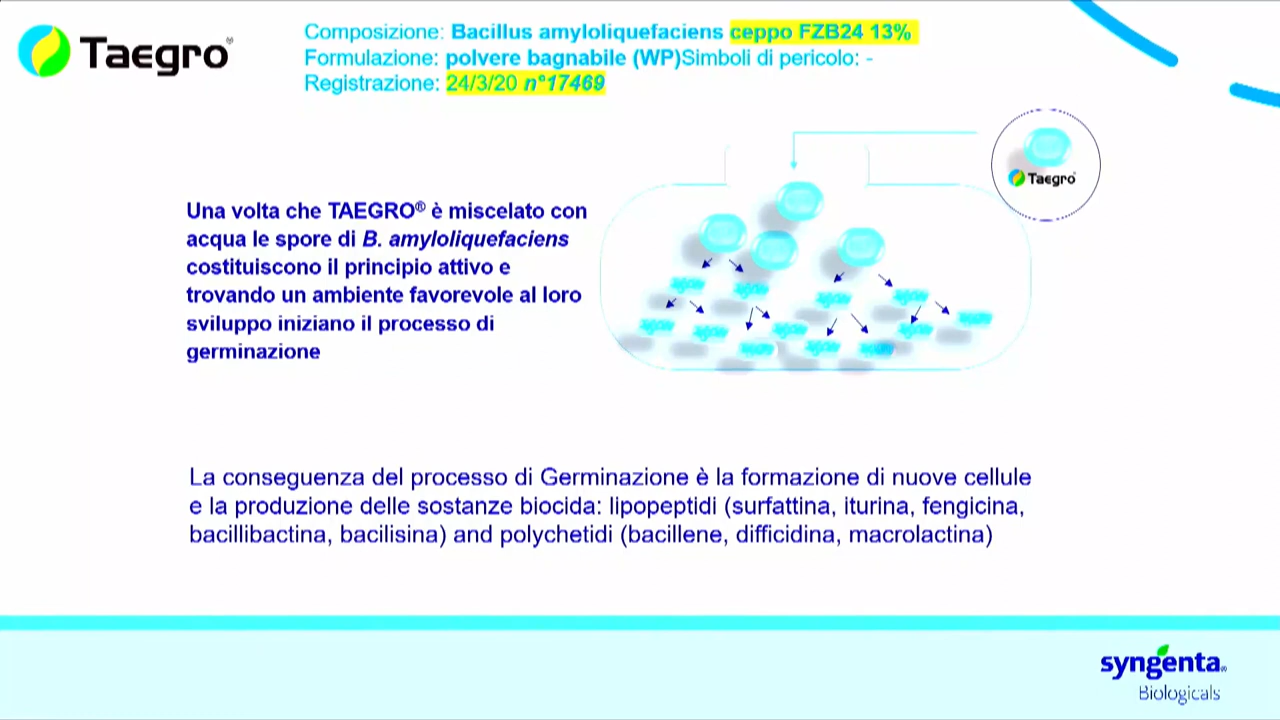 Taegro®
Composizione: Bacillus amyloliquefaciens ceppo FZB24 13%
Formulazione: polvere bagnabile (WP)Simboli di pericolo: -
Registrazione: 24/3/20 n°17469
Taegro
Una volta che TAEGRO® è miscelato con
acqua le spore di B. amyloliquefaciens
costituiscono il principio attivo e
trovando un ambiente favorevole al loro
sviluppo iniziano il processo di
germinazione
La conseguenza del processo di Germinazione è la formazione di nuove cellule
e la produzione delle sostanze biocida: lipopeptidi (surfattina, iturina, fengicina,
bacillibactina, bacilisina) and polychetidi (bacillene, difficidina, macrolactina)
syngenta®
Biologicals